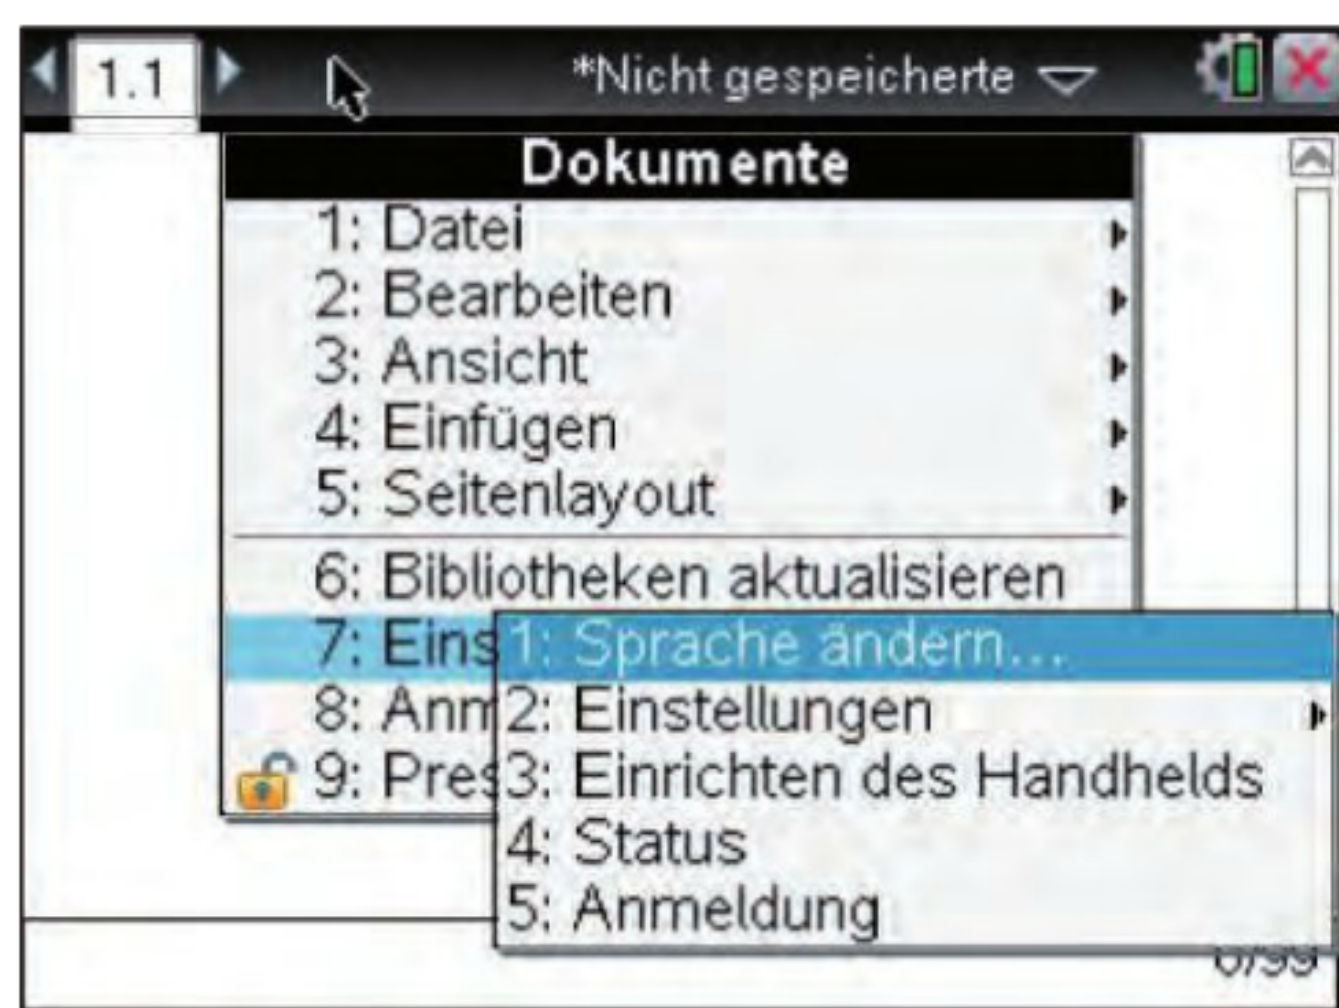 1.1 *Nicht gespeicherte
Dokumente
1: Datei
2: Bearbeiten
3: Ansicht
4: Einfügen
5: Seitenlayout
6: Bibliotheken aktualisieren
7: Eins
8: Anm
9: Pres
1: Sprache ändern...
2: Einstellungen
3: Einrichten des Handhelds
4: Status
5: Anmeldung